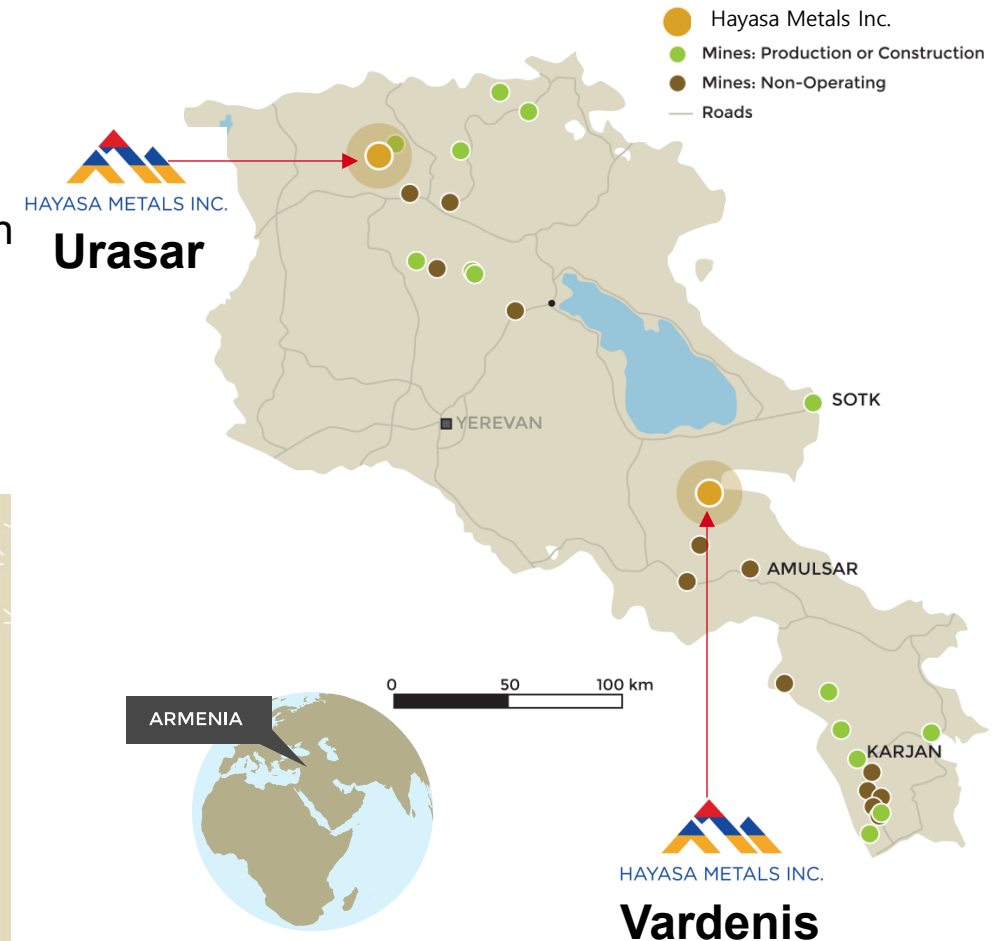 Hayasa Metals Inc.
Mines: Production or Construction
Mines: Non-Operating
Roads
HAYASA METALS INC.
n
Urasar
SOTK
YEREVAN
AMULSAR
0 50 100 km
ARMENIA
KARJAN
HAYASA METALS INC.
Vardenis